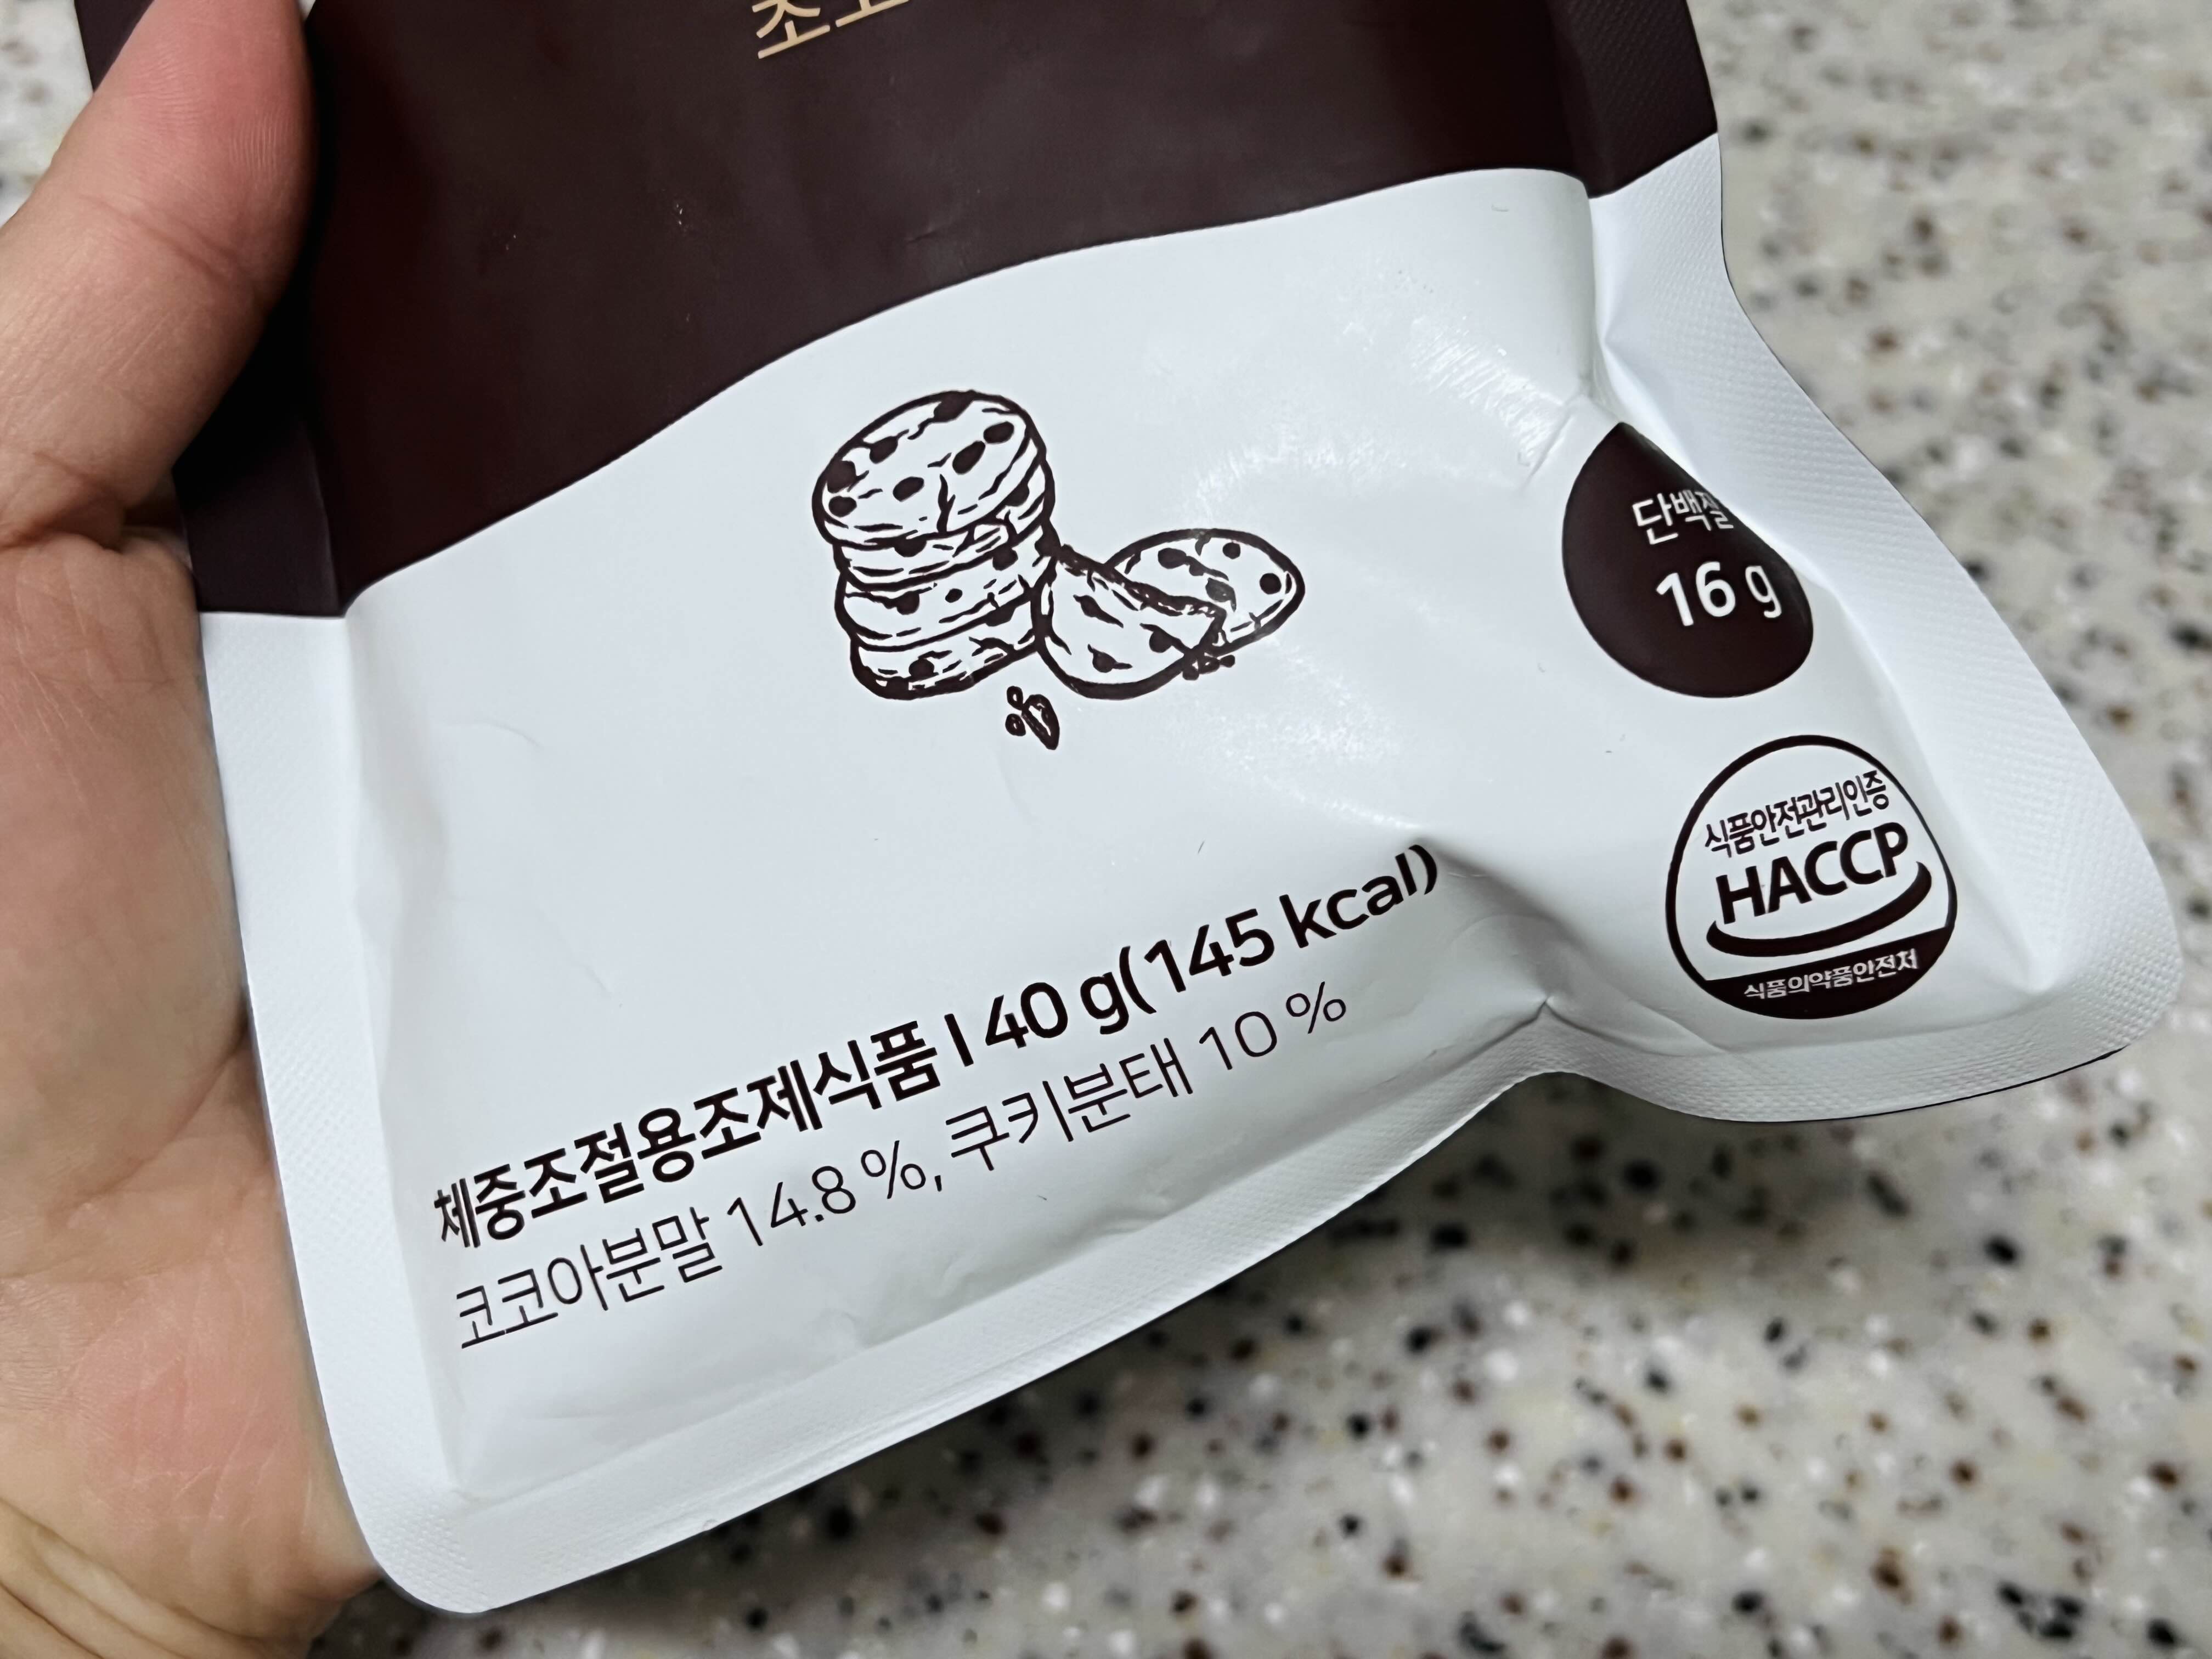 단백질
16 g
식품안전관리인증
HACCP
식품의약품안전처
체중조절용조제식품 I 40 g(145 kcal)
코코아분말 14.8 %, 쿠키분태 10 %